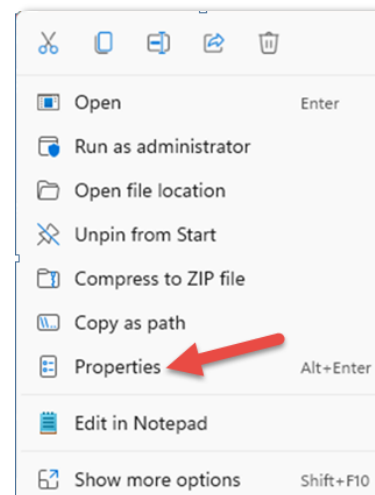 Open Enter
Run as administrator
Open file location
Unpin from Start
Compress to ZIP file
Copy as path
Properties Alt+Enter
Edit in Notepad
Show more options Shift+F10